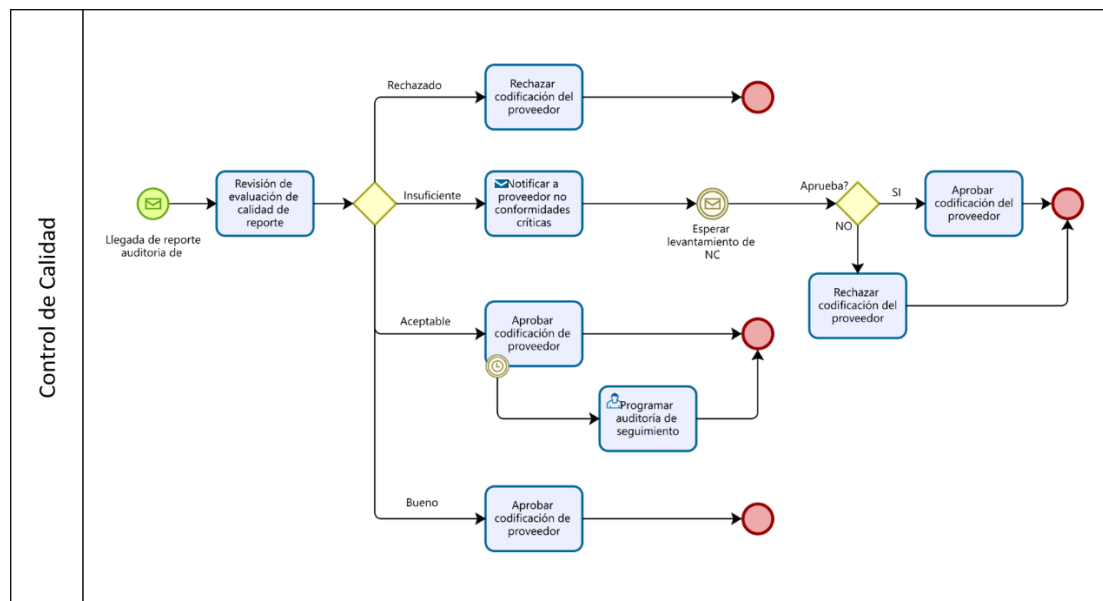 Control de Calidad
Llegada de reporte
auditoria de
Revisión de
evaluación de
calidad de
reporte
Rechazado
Rechazar
codificación del
proveedor
Insuficiente
Notificar a
proveedor no
conformidades
críticas
Esperar
levantamiento de
NC
Aprueba?
SI
Aprobar
codificación del
proveedor
NO
Rechazar
codificación del
proveedor
Aceptable
Aprobar
codificación de
proveedor
Programar
auditoría de
seguimiento
Bueno
Aprobar
codificación de
proveedor